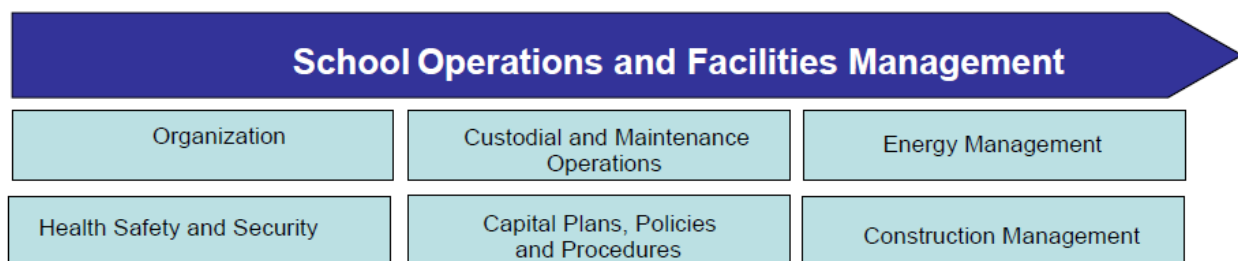 School Operations and Facilities Management
Organization
Custodial and Maintenance
Operations
Energy Management
Health Safety and Security
Capital Plans, Policies
and Procedures
Construction Management